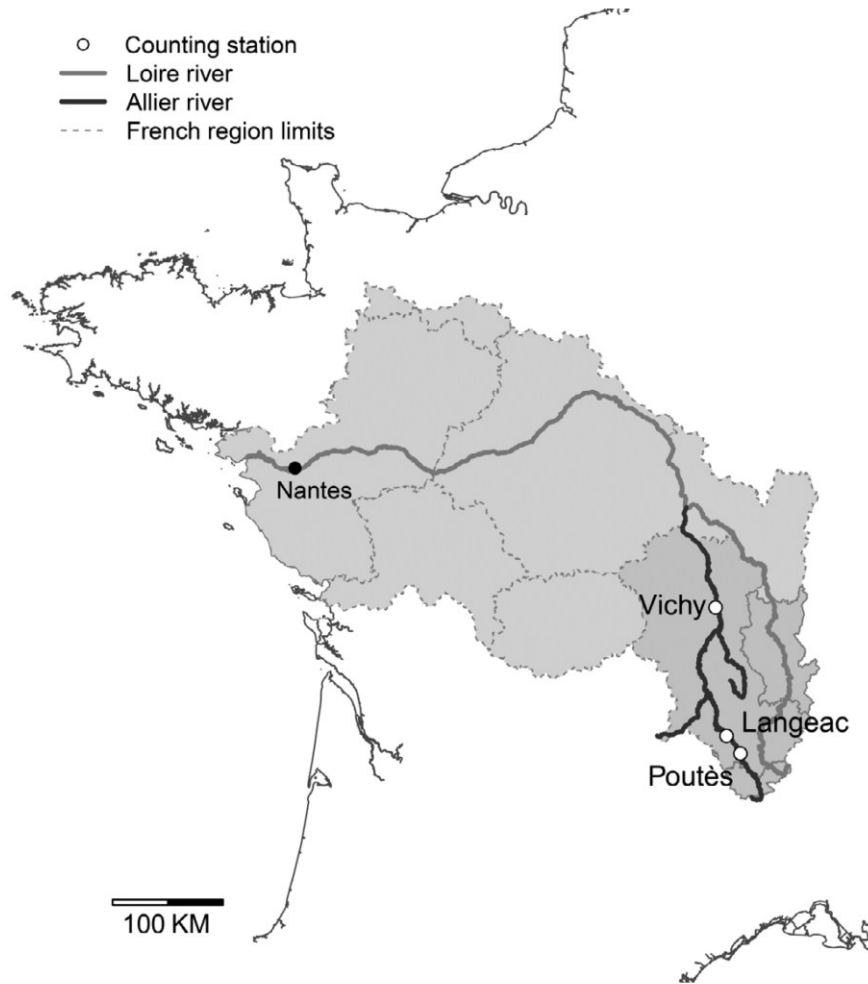 Counting station
Loire river
Allier river
French region limits
Nantes
Vichy
Langeac
Poutès
100 KM